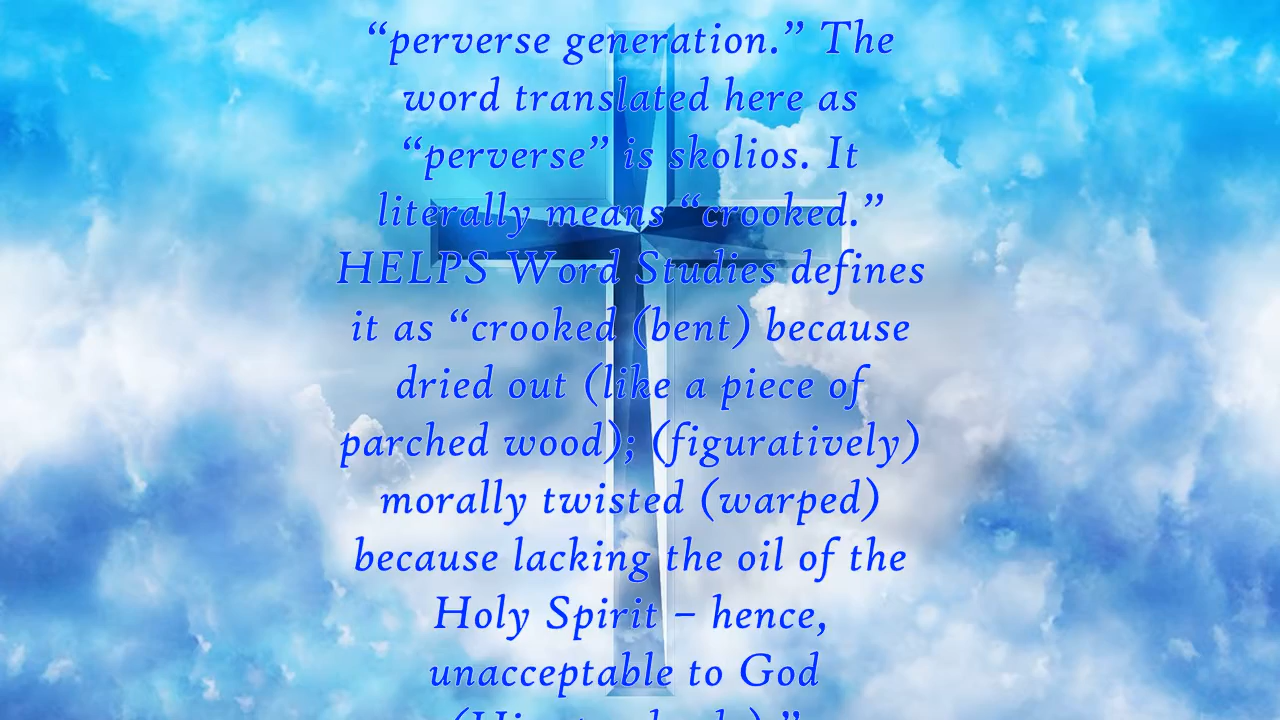 “perverse generation.” The
word translated here as
“perverse” is skolios. It
literally means “crooked.”
HELPS Word Studies defines
it as “crooked (bent) because
dried out (like a piece of
parched wood); (figuratively)
morally twisted (warped)
because lacking the oil of the
Holy Spirit – hence,
unacceptable to God